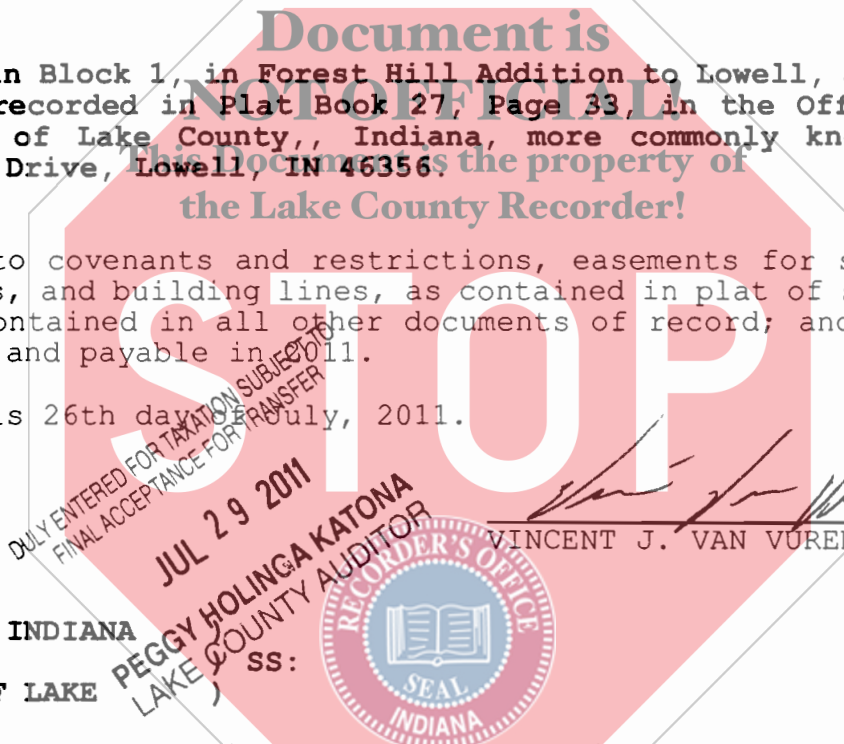 Document is
n Block 1, in Forest Hill Addition to Lowell,
NOT OFFICIAL!
recorded in Plat Book 27, Page 33, in the Off
of Lake County,, Indiana, more commonly kn
This Document is the property of
Drive, Lowell, IN 46356.
the Lake County Recorder!
to covenants and restrictions, easements for s
s, and building lines, as contained in plat of
ontained in all other documents of record; and
and payable in 2011.
STOP
s 26th day of July, 2011.
DULY ENTERED FOR TAXATION SUBJECT TO
FINAL ACCEPTANCE FOR TRANSFER
JUL 29 2011
PEGGY HOLINGA KATONA
LAKE COUNTY AUDITOR
VINCENT J. VAN VUREN
RECORDER'S OFFICE
SEAL
INDIANA
INDIANA )
) SS:
F LAKE )